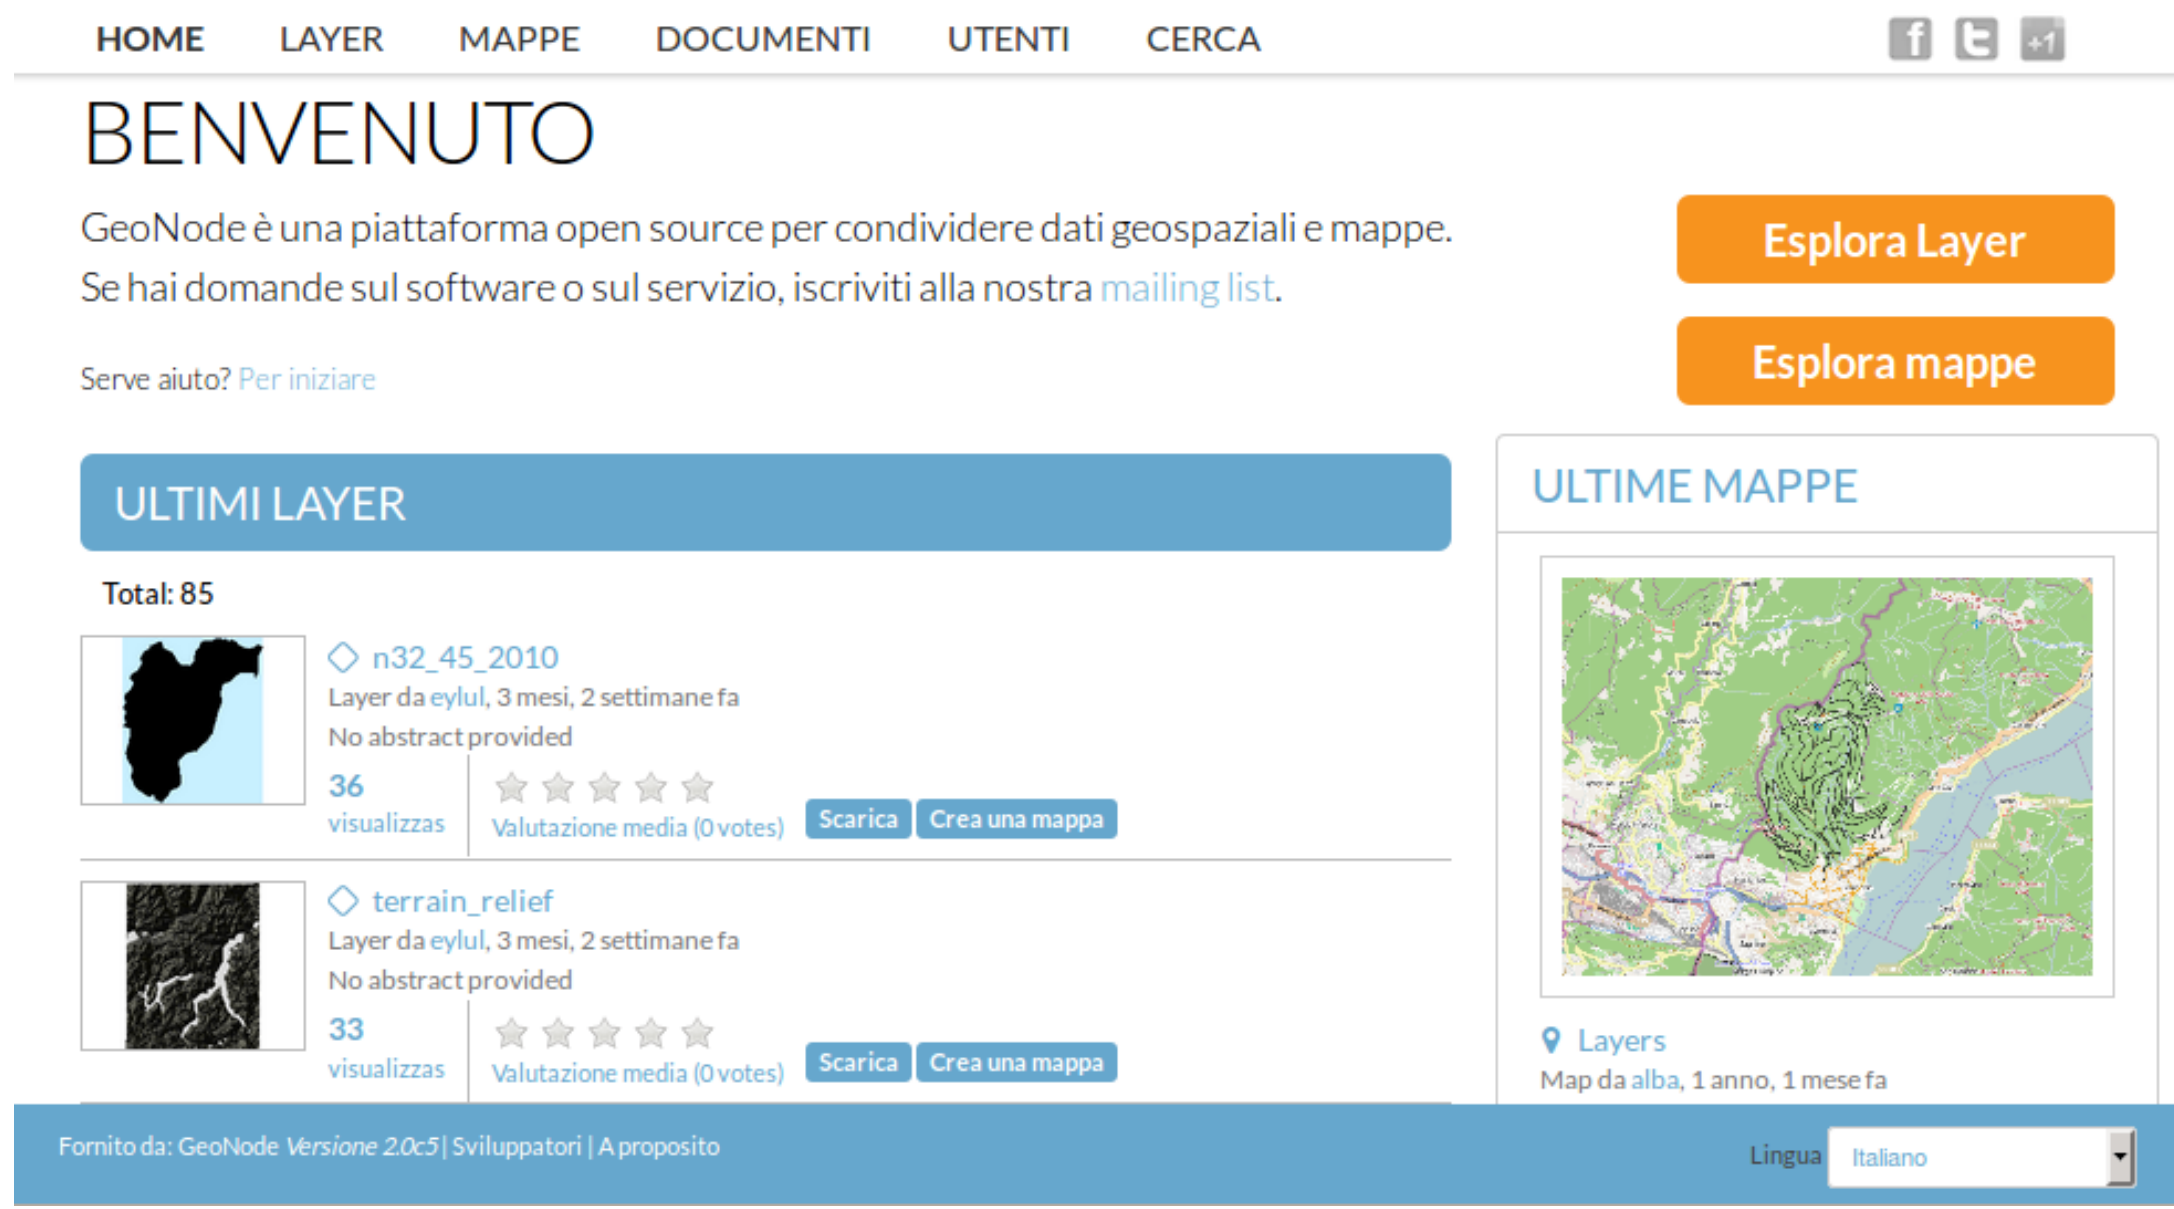 HOME LAYER MAPPE DOCUMENTI UTENTI CERCA
f t +1
BENVENUTO
GeoNode è una piattaforma open source per condividere dati geospaziali e mappe.
Se hai domande sul software o sul servizio, iscriviti alla nostra mailing list.
Serve aiuto? Per iniziare
Esplora Layer
Esplora mappe
ULTIMI LAYER
Total: 85
n32_45_2010
Layer da eylul, 3 mesi, 2 settimane fa
No abstract provided
36
visualizzas
Valutazione media (0 votes)
Scarica
Crea una mappa
terrain_relief
Layer da eylul, 3 mesi, 2 settimane fa
No abstract provided
33
visualizzas
Valutazione media (0 votes)
Scarica
Crea una mappa
ULTIME MAPPE
Layers
Map da alba, 1 anno, 1 mese fa
Fornito da: GeoNode Versione 2.0c5 | Sviluppatori | A proposito
Lingua Italiano